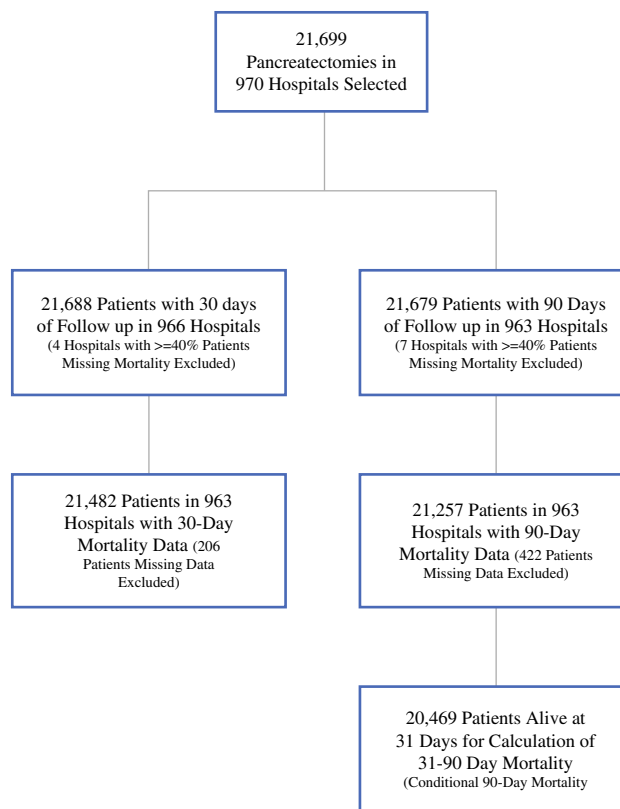 21,699
Pancreatectomies in
970 Hospitals Selected
21,688 Patients with 30 days
of Follow up in 966 Hospitals
(4 Hospitals with >=40% Patients
Missing Mortality Excluded)
21,679 Patients with 90 Days
of Follow up in 963 Hospitals
(7 Hospitals with >=40% Patients
Missing Mortality Excluded)
21,482 Patients in 963
Hospitals with 30-Day
Mortality Data (206
Patients Missing Data
Excluded)
21,257 Patients in 963
Hospitals with 90-Day
Mortality Data (422 Patients
Missing Data Excluded)
20,469 Patients Alive at
31 Days for Calculation of
31-90 Day Mortality
(Conditional 90-Day Mortality